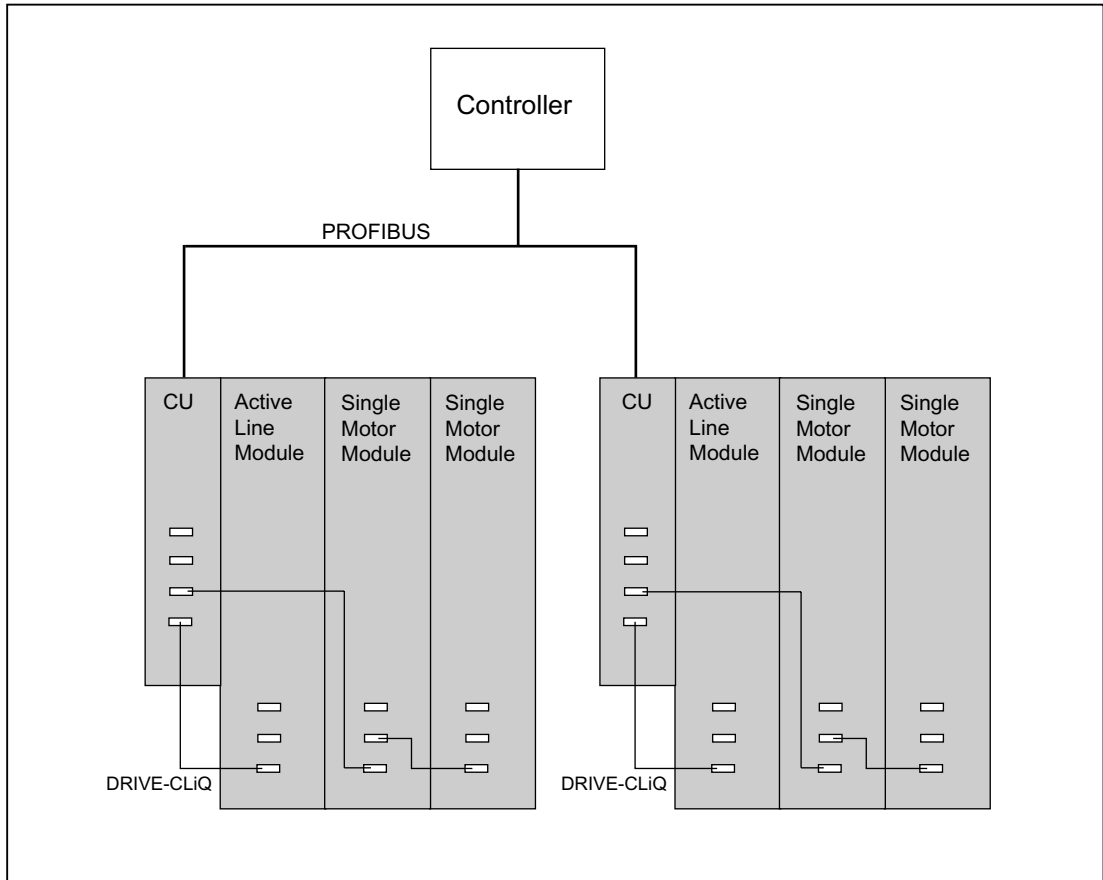 Controller
PROFIBUS
CU
Active
Line
Module
Single
Motor
Module
Single
Motor
Module
DRIVE-CLiQ
CU
Active
Line
Module
Single
Motor
Module
Single
Motor
Module
DRIVE-CLiQ